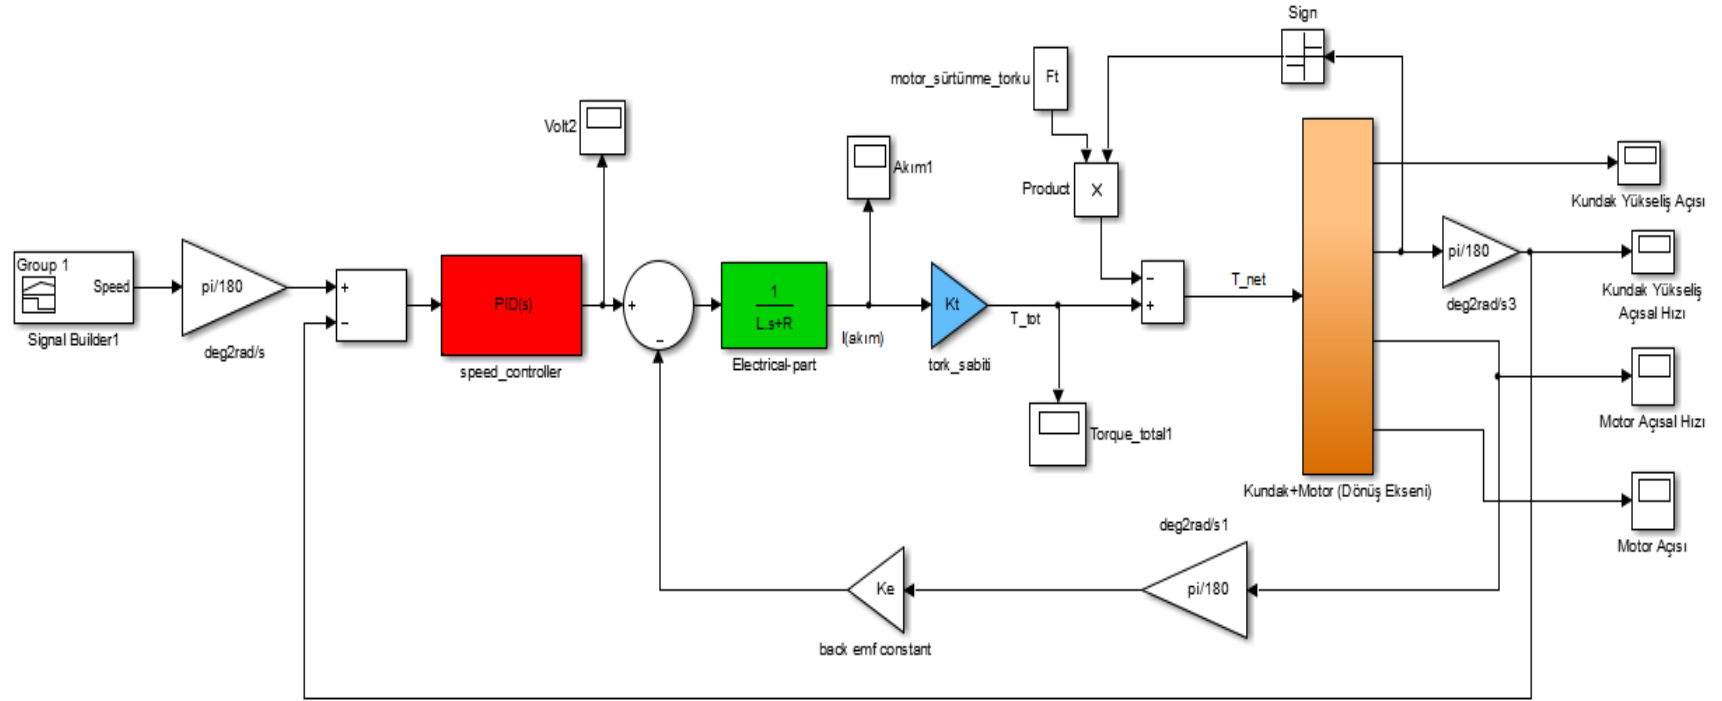 Sign
motor_sürtünme_torku
Ft
Volt2
Akım1
Product
X
Kundak Yükseliş Açısı
Group 1
Speed
Signal Builder1
pi/180
deg2rad/s
+
-
PID(s)
speed_controller
+
-
1
L.s+R
Electrical-part
I(akım)
Kt
tork_sabiti
T_tot
Torque_total1
-
+
T_net
Kundak+Motor (Dönüş Ekseni)
pi/180
deg2rad/s3
Kundak Yükseliş
Açısal Hızı
Motor Açısal Hızı
Motor Açısı
deg2rad/s1
pi/180
Ke
back emf constant